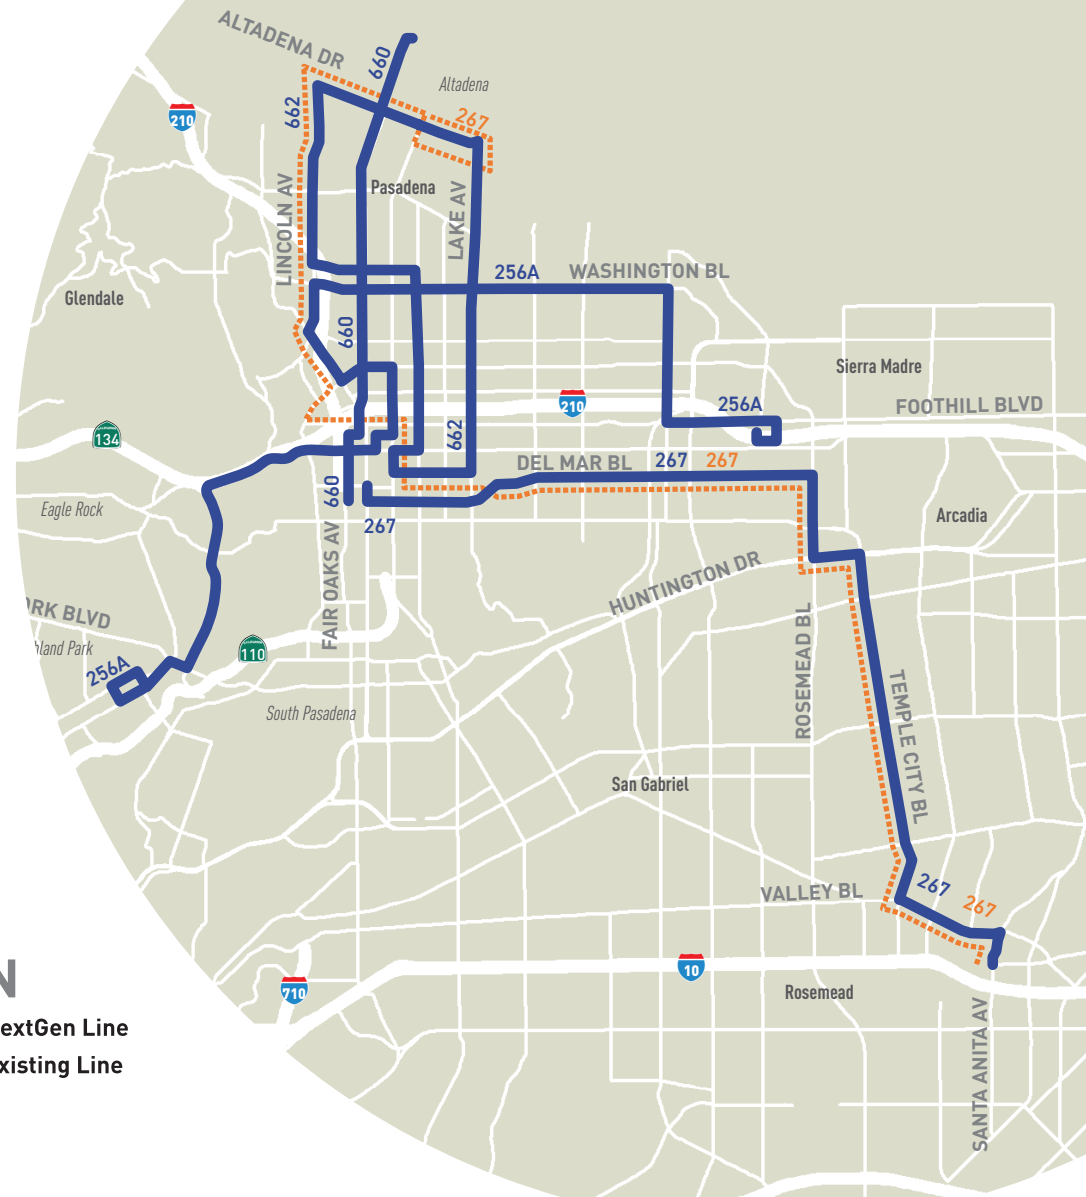 ALTADENA DR
660
Altadena
210
662
267
LINCOLN AV
Pasadena
LAKE AV
256A
WASHINGTON BL
Glendale
660
Sierra Madre
210
256A
FOOTHILL BLVD
134
662
DEL MAR BL
267
267
660
267
Eagle Rock
Arcadia
FAIR OAKS AV
HUNTINGTON DR
ORK BLVD
hland Park
CALIFORNIA
110
256A
ROSEMEAD BL
TEMPLE CITY BL
South Pasadena
San Gabriel
VALLEY BL
267
267
N
10
710
Rosemead
SANTA ANITA AV
extGen Line
xisting Line